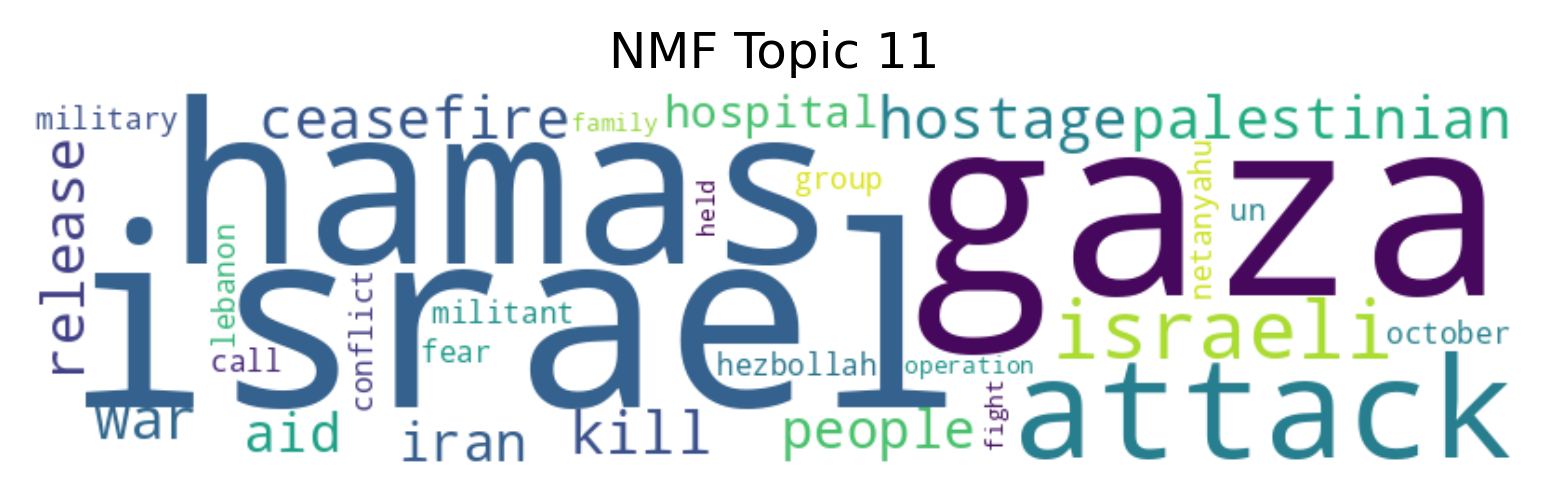 NMF Topic 11
military ceasefire family hospital hostage palestinian
release hamas held group gaza netanyahu un
israel lebanon call conflict militant fear hezbollah operation israeli october
war aid iran kill people fight attack